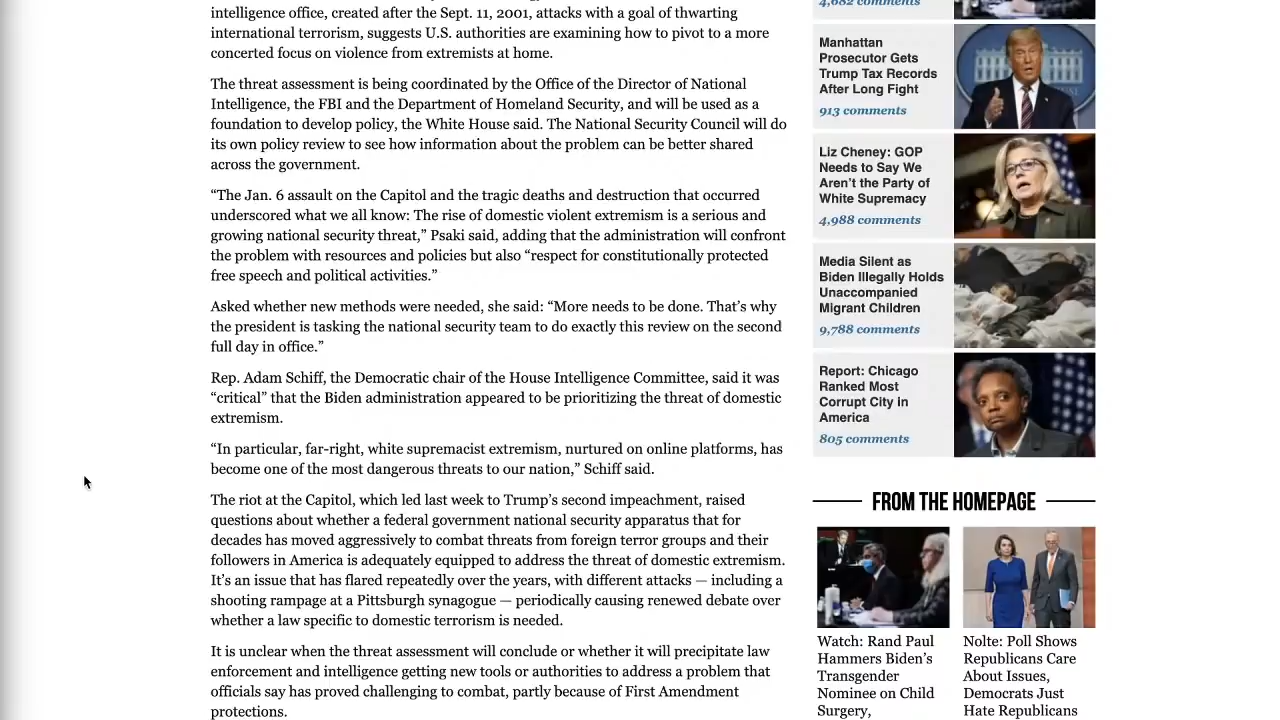 intelligence office, created after the Sept. 11, 2001, attacks with a goal of thwarting
international terrorism, suggests U.S. authorities are examining how to pivot to a more
concerted focus on violence from extremists at home.
The threat assessment is being coordinated by the Office of the Director of National
Intelligence, the FBI and the Department of Homeland Security, and will be used as a
foundation to develop policy, the White House said. The National Security Council will do
its own policy review to see how information about the problem can be better shared
across the government.
“The Jan. 6 assault on the Capitol and the tragic deaths and destruction that occurred
underscored what we all know: The rise of domestic violent extremism is a serious and
growing national security threat,” Psaki said, adding that the administration will confront
the problem with resources and policies but also “respect for constitutionally protected
free speech and political activities.”
Asked whether new methods were needed, she said: “More needs to be done. That’s why
the president is tasking the national security team to do exactly this review on the second
full day in office.”
Rep. Adam Schiff, the Democratic chair of the House Intelligence Committee, said it was
“critical” that the Biden administration appeared to be prioritizing the threat of domestic
extremism.
“In particular, far-right, white supremacist extremism, nurtured on online platforms, has
become one of the most dangerous threats to our nation,” Schiff said.
The riot at the Capitol, which led last week to Trump’s second impeachment, raised
questions about whether a federal government national security apparatus that for
decades has moved aggressively to combat threats from foreign terror groups and their
followers in America is adequately equipped to address the threat of domestic extremism.
It’s an issue that has flared repeatedly over the years, with different attacks — including a
shooting rampage at a Pittsburgh synagogue — periodically causing renewed debate over
whether a law specific to domestic terrorism is needed.
It is unclear when the threat assessment will conclude or whether it will precipitate law
enforcement and intelligence getting new tools or authorities to address a problem that
officials say has proved challenging to combat, partly because of First Amendment
protections.
4,682 comments
Manhattan
Prosecutor Gets
Trump Tax Records
After Long Fight
913 comments
Liz Cheney: GOP
Needs to Say We
Aren’t the Party of
White Supremacy
4,988 comments
Media Silent as
Biden Illegally Holds
Unaccompanied
Migrant Children
9,788 comments
Report: Chicago
Ranked Most
Corrupt City in
America
805 comments
FROM THE HOMEPAGE
Watch: Rand Paul
Hammers Biden’s
Transgender
Nominee on Child
Surgery,
Nolte: Poll Shows
Republicans Care
About Issues,
Democrats Just
Hate Republicans